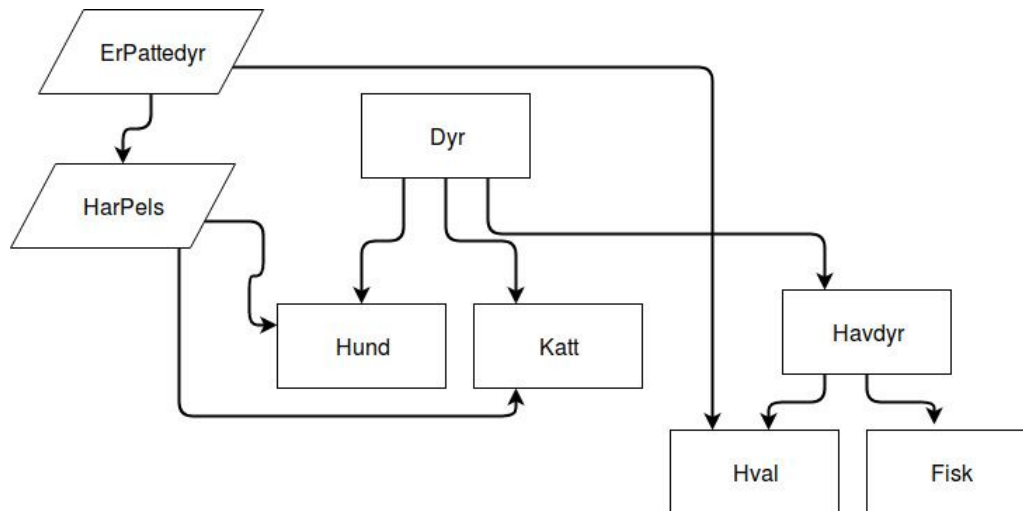 ErPattedyr
Dyr
HarPels
Hund
Katt
Havdyr
Hval
Fisk